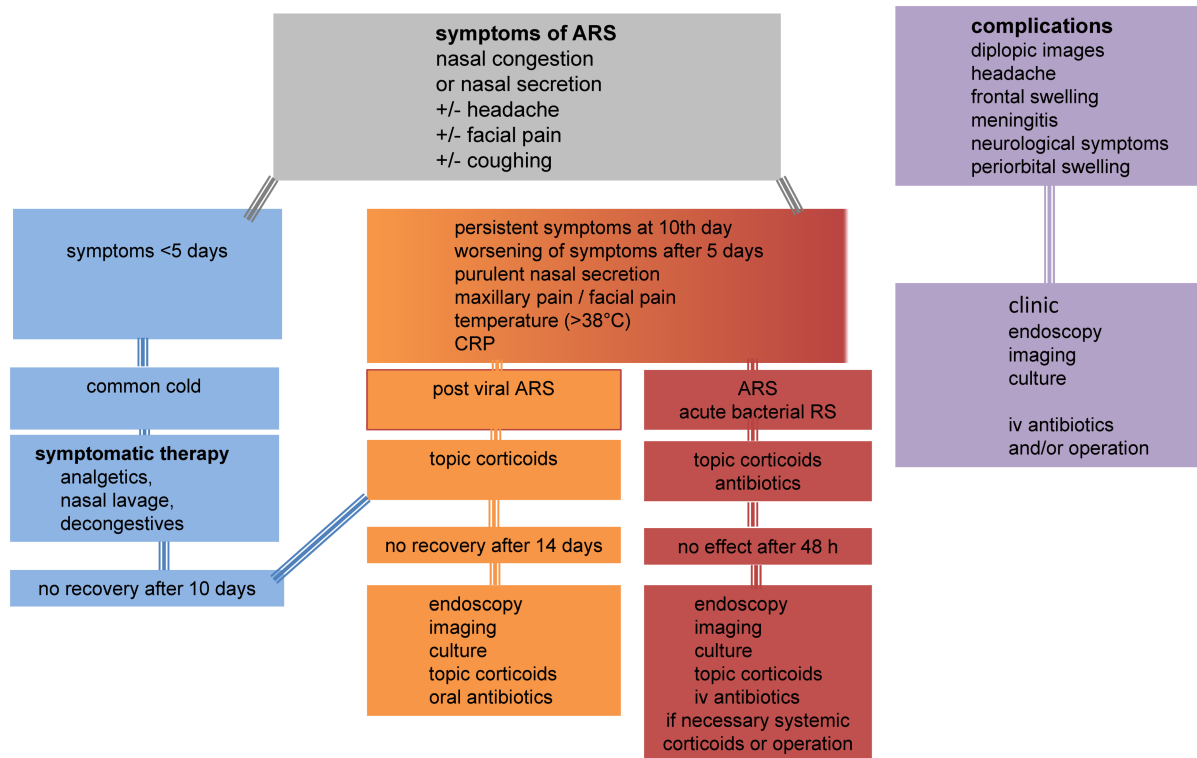 symptoms of ARS
nasal congestion
or nasal secretion
+/- headache
+/- facial pain
+/- coughing
complications
diplopic images
headache
frontal swelling
meningitis
neurological symptoms
periorbital swelling
symptoms <5 days
common cold
symptomatic therapy
analgetics,
nasal lavage,
decongestives
no recovery after 10 days
persistent symptoms at 10th day
worsening of symptoms after 5 days
purulent nasal secretion
maxillary pain / facial pain
temperature (>38°C)
CRP
post viral ARS
topic corticoids
no recovery after 14 days
endoscopy
imaging
culture
topic corticoids
oral antibiotics
ARS
acute bacterial RS
topic corticoids
antibiotics
no effect after 48 h
endoscopy
imaging
culture
topic corticoids
iv antibiotics
if necessary systemic
corticoids or operation
clinic
endoscopy
imaging
culture
iv antibiotics
and/or operation